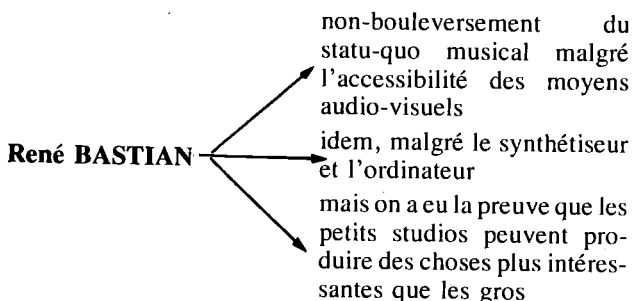 non-bouleversement du
statu-quo musical malgré
l'accessibilité des moyens
audio-visuels
René BASTIAN
idem, malgré le synthétiseur
et l'ordinateur
mais on a eu la preuve que les
petits studios peuvent pro-
duire des choses plus intéres-
santes que les gros